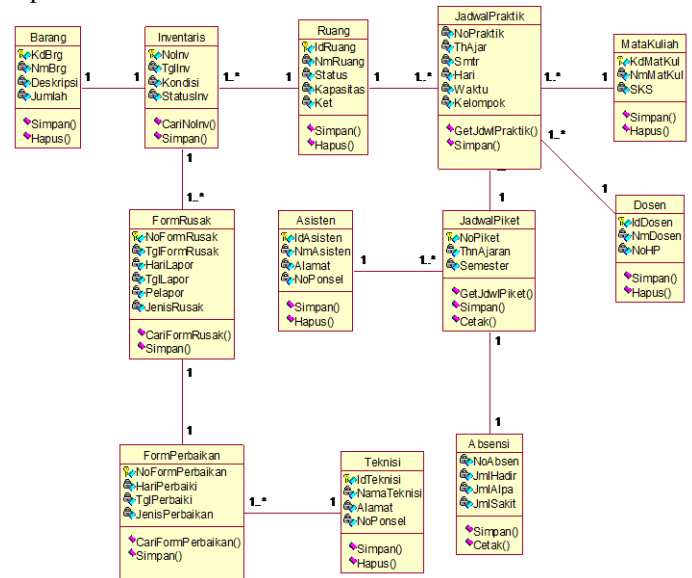 Barang
KdBrg
NmBrg
Deskripsi
Jumlah
Simpan()
Hapus()
1
1
Inventaris
NoInv
TglInv
Kondisi
StatusInv
CariNoInv()
Simpan()
1..*
1
Ruang
IdRuang
NmRuang
Status
Kapasitas
Ket
Simpan()
Hapus()
1
1..*
JadwalPraktik
NoPraktik
ThAjar
Smtr
Hari
Waktu
Kelompok
GetJdwlPraktik()
Simpan()
1..*
1
MataKuliah
KdMatKul
NmMatKul
SKS
Simpan()
Hapus()
1..*
1
Dosen
IdDosen
NmDosen
NoHP
Simpan()
Hapus()
1
1..*
FormRusak
NoFormRusak
TglFormRusak
HariLapor
TglLapor
Pelapor
JenisRusak
CariFormRusak()
Simpan()
Asisten
IdAsisten
NmAsisten
Alamat
NoPonsel
Simpan()
Hapus()
1
1..*
1
JadwalPiket
NoPiket
ThnAjaran
Semester
GetJdwlPiket()
Simpan()
Cetak()
1
1
1
1
FormPerbaikan
NoFormPerbaikan
HariPerbaiki
TglPerbaiki
JenisPerbaikan
CariFormPerbaikan()
Simpan()
1..*
1
Teknisi
IdTeknisi
NamaTeknisi
Alamat
NoPonsel
Simpan()
Hapus()
Absensi
NoAbsen
JmlHadir
JmlAlpa
JmlSakit
Simpan()
Cetak()